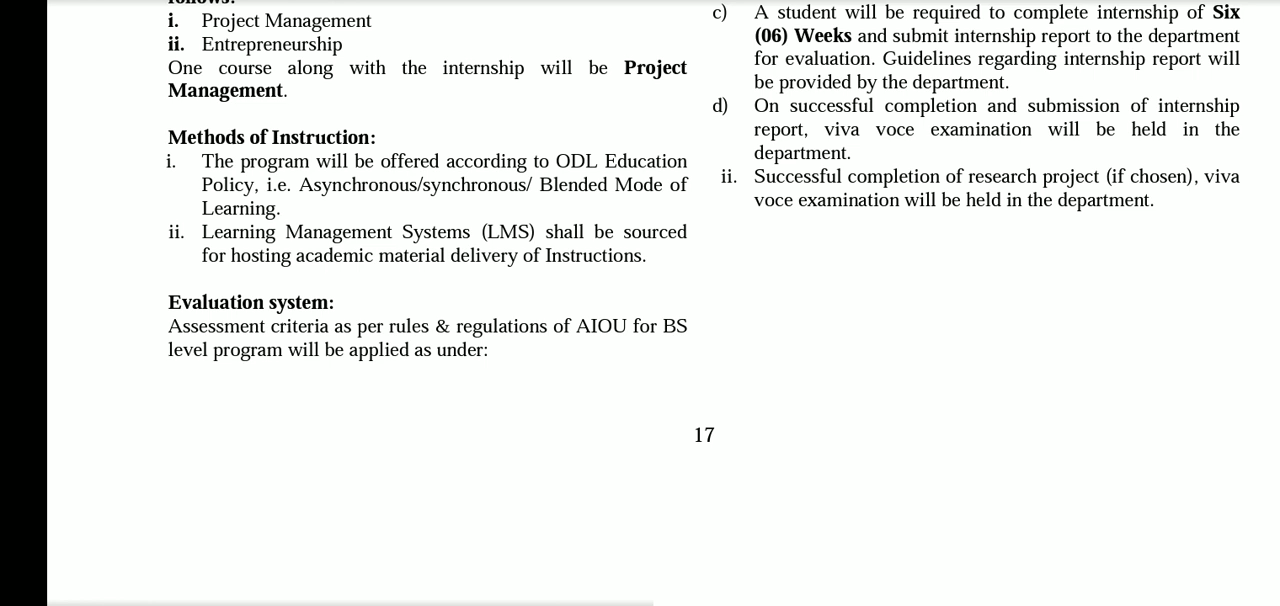 follows:
i. Project Management
ii. Entrepreneurship
One course along with the internship will be Project
Management.
Methods of Instruction:
i. The program will be offered according to ODL Education
Policy, i.e. Asynchronous/synchronous/ Blended Mode of
Learning.
ii. Learning Management Systems (LMS) shall be sourced
for hosting academic material delivery of Instructions.
Evaluation system:
Assessment criteria as per rules & regulations of AIOU for BS
level program will be applied as under:
c) A student will be required to complete internship of Six
(06) Weeks and submit internship report to the department
for evaluation. Guidelines regarding internship report will
be provided by the department.
d) On successful completion and submission of internship
report, viva voce examination will be held in the
department.
ii. Successful completion of research project (if chosen), viva
voce examination will be held in the department.
17